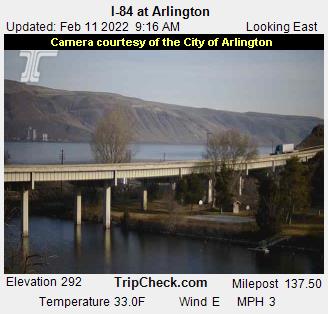 I-84 at Arlington
Updated: Feb 11 2022 9:16 AM Looking East
Camera courtesy of the City of Arlington
Elevation 292 TripCheck.com Milepost 137.50
Temperature 33.0F Wind E MPH 3